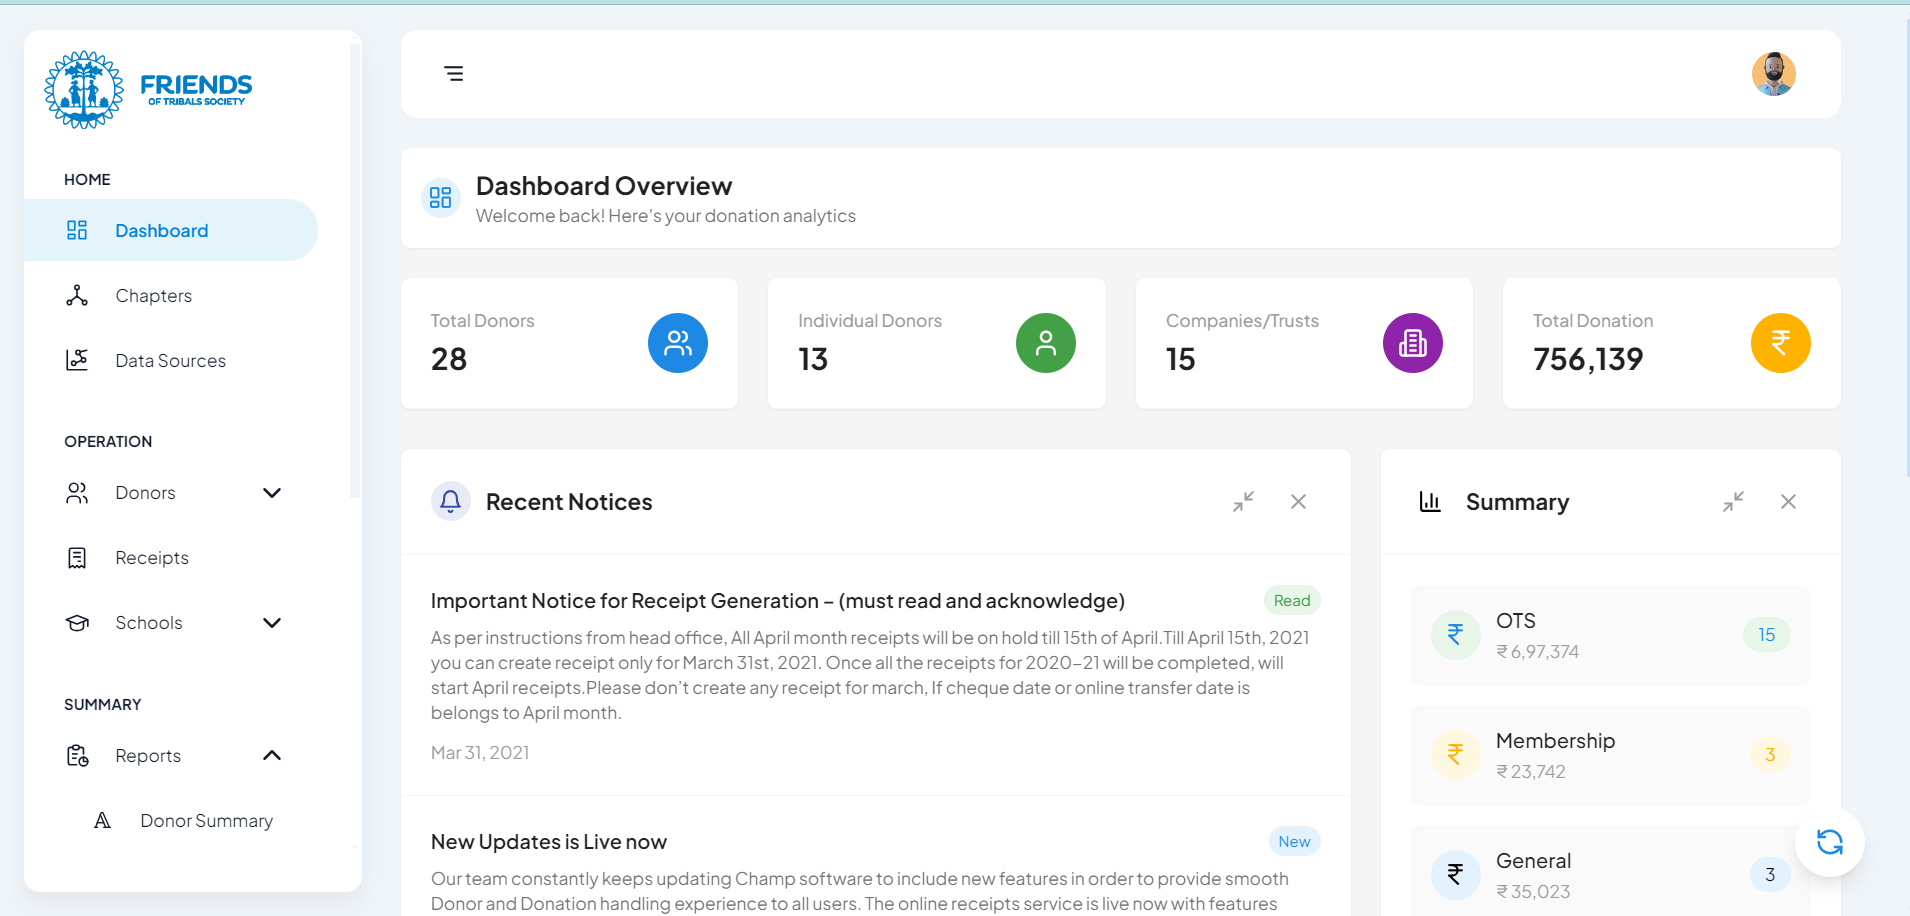 FRIENDS
OF TRIBALS SOCIETY
HOME
Dashboard
Chapters
Data Sources
OPERATION
Donors
Receipts
Schools
SUMMARY
Reports
Donor Summary
Dashboard Overview
Welcome back! Here's your donation analytics
Total Donors
28
Individual Donors
13
Companies/Trusts
15
Total Donation
756,139
₹
Recent Notices
Important Notice for Receipt Generation – (must read and acknowledge)
Read
As per instructions from head office, All April month receipts will be on hold till 15th of April.Till April 15th, 2021
you can create receipt only for March 31st, 2021. Once all the receipts for 2020–21 will be completed, will
start April receipts.Please don't create any receipt for march, If cheque date or online transfer date is
belongs to April month.
Mar 31, 2021
New Updates is Live now
New
Our team constantly keeps updating Champ software to include new features in order to provide smooth
Donor and Donation handling experience to all users. The online receipts service is live now with features
Summary
₹
OTS
₹ 6,97,374
15
₹
Membership
₹ 23,742
3
₹
General
₹ 35,023
3